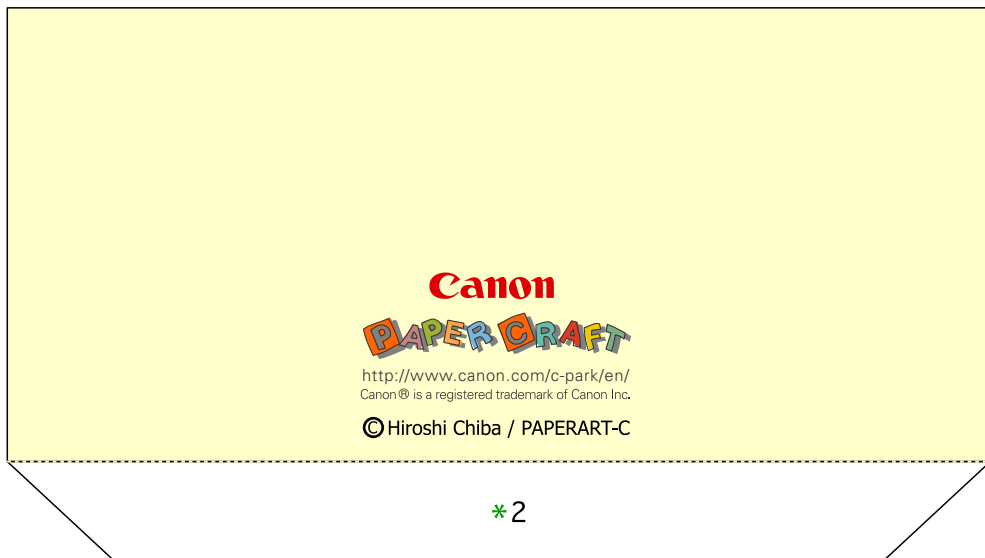 Canon
PAPER CRAFT
http://www.canon.com/c-park/en/
Canon® is a registered trademark of Canon Inc.
©Hiroshi Chiba / PAPERART-C
*2